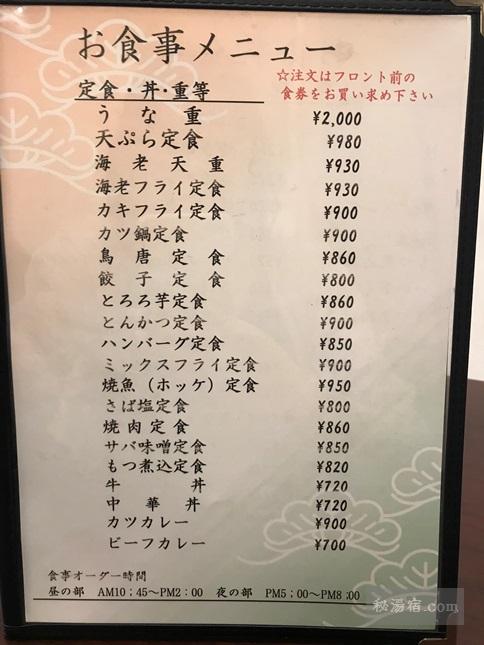 お食事メニュー
☆注文はフロント前の
食券をお買い求め下さい
定食・丼・重等
うな重 ¥2,000
天ぷら定食 ¥980
海老天重 ¥930
海老フライ定食 ¥930
カキフライ定食 ¥900
カツ鍋定食 ¥900
鳥唐定食 ¥860
餃子定食 ¥800
とろろ芋定食 ¥860
とんかつ定食 ¥900
ハンバーグ定食 ¥850
ミックスフライ定食 ¥900
焼魚（ホッケ）定食 ¥950
さば塩定食 ¥800
焼肉定食 ¥860
サバ味噌定食 ¥850
もつ煮込定食 ¥820
牛丼 ¥720
中華丼 ¥720
カツカレー ¥900
ビーフカレー ¥700
食事オーダー時間
昼の部 AM10；45～PM2：00 夜の部 PM5；00～PM8；00
秘湯宿.com